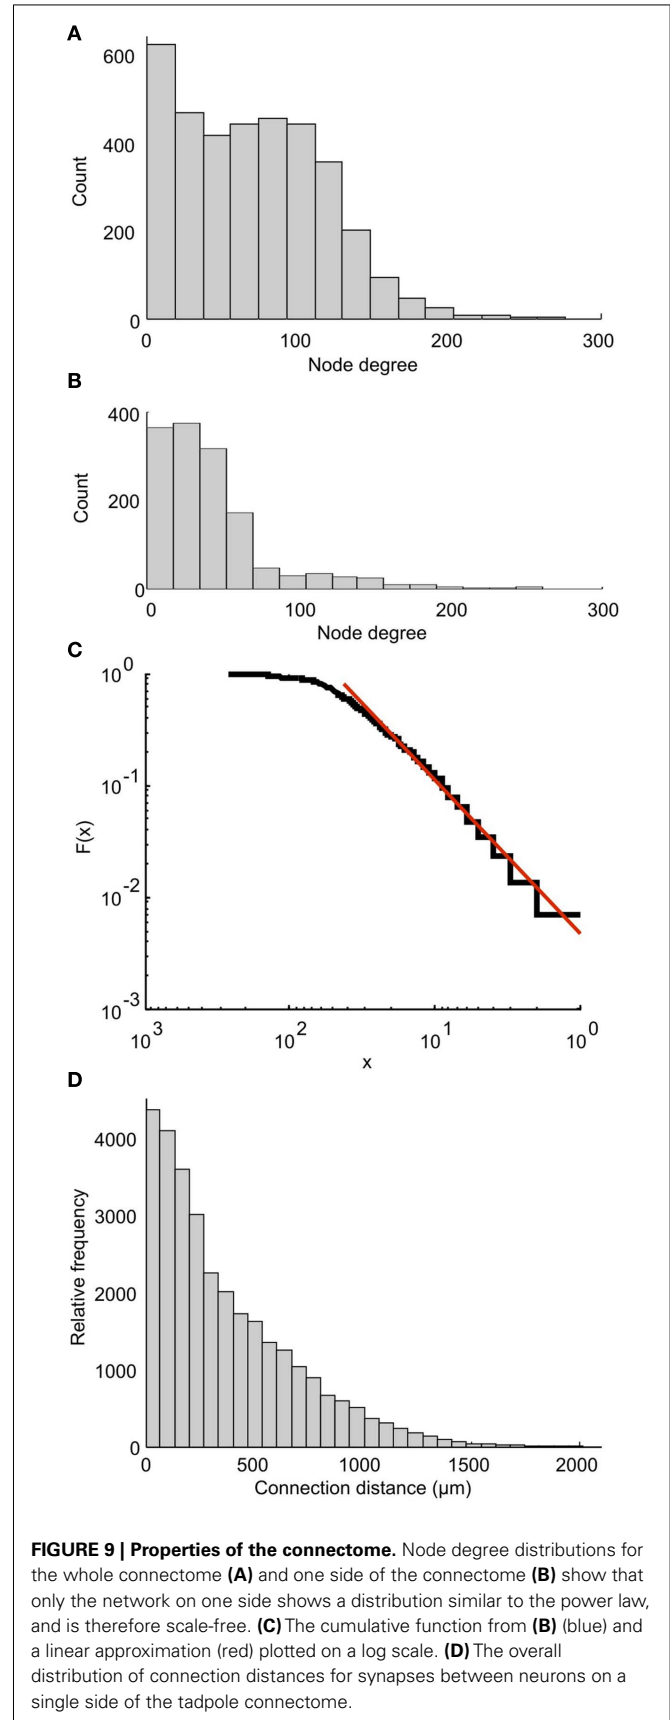 A
600
400
200
0
Count
0 100 200 300
Node degree
B
400
200
0
Count
0 100 200 300
Node degree
C
10^0
10^-1
10^-2
10^-3
F(x)
10^3 10^2 10^1 10^0
x
D
4000
3000
2000
1000
0
Relative frequency
0 500 1000 1500 2000
Connection distance (µm)
FIGURE 9 | Properties of the connectome. Node degree distributions for
the whole connectome (A) and one side of the connectome (B) show that
only the network on one side shows a distribution similar to the power law,
and is therefore scale-free. (C) The cumulative function from (B) (blue) and
a linear approximation (red) plotted on a log scale. (D) The overall
distribution of connection distances for synapses between neurons on a
single side of the tadpole connectome.